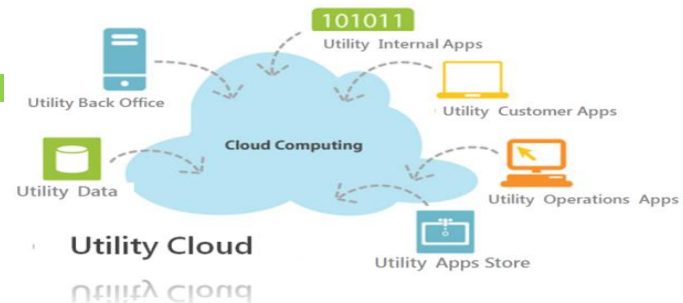 101011
Utility Internal Apps
Utility Back Office
Utility Customer Apps
Cloud Computing
Utility Data
Utility Operations Apps
Utility Cloud
Utility Apps Store